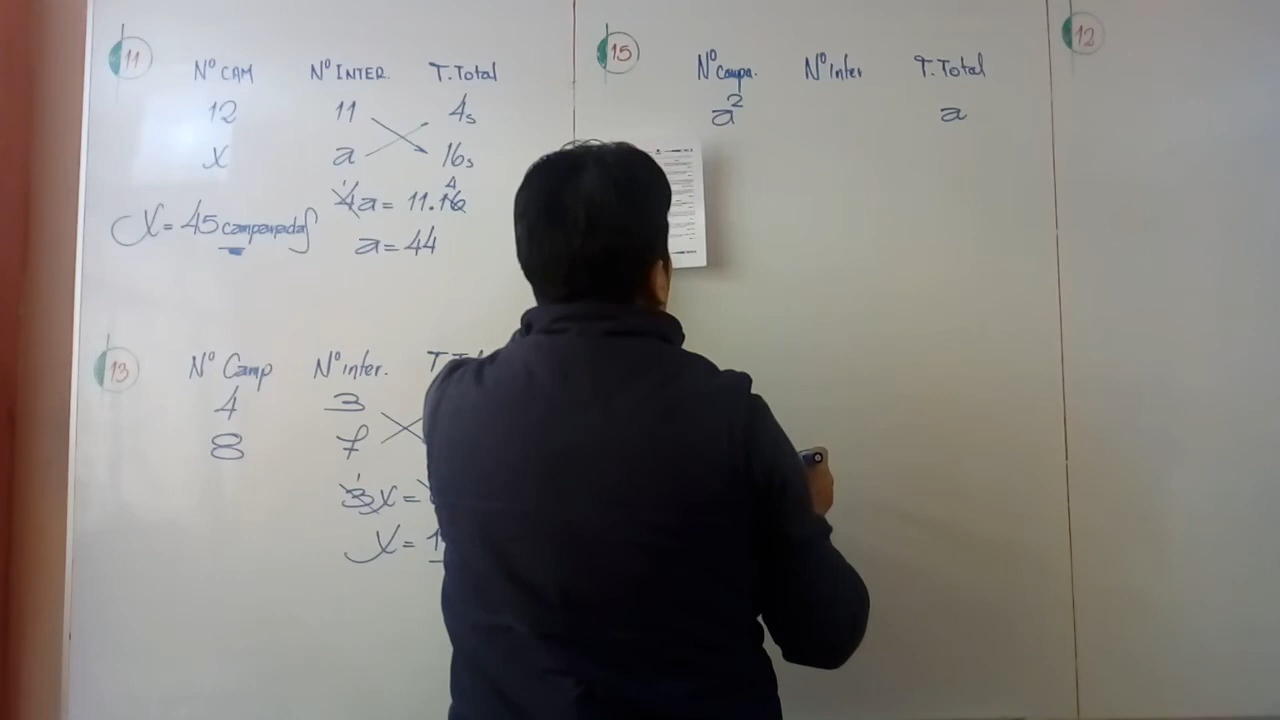 11
Nº CAM Nº INTER. T.Total
12 11 4s
x a 16s
4a = 11.16 4
a = 44
X = 45 campanadas
13
Nº Camp Nº inter.
4 3
8 7
3x =
X = 1
15
Nº Campa. Nº Inter T.Total
a² a
12